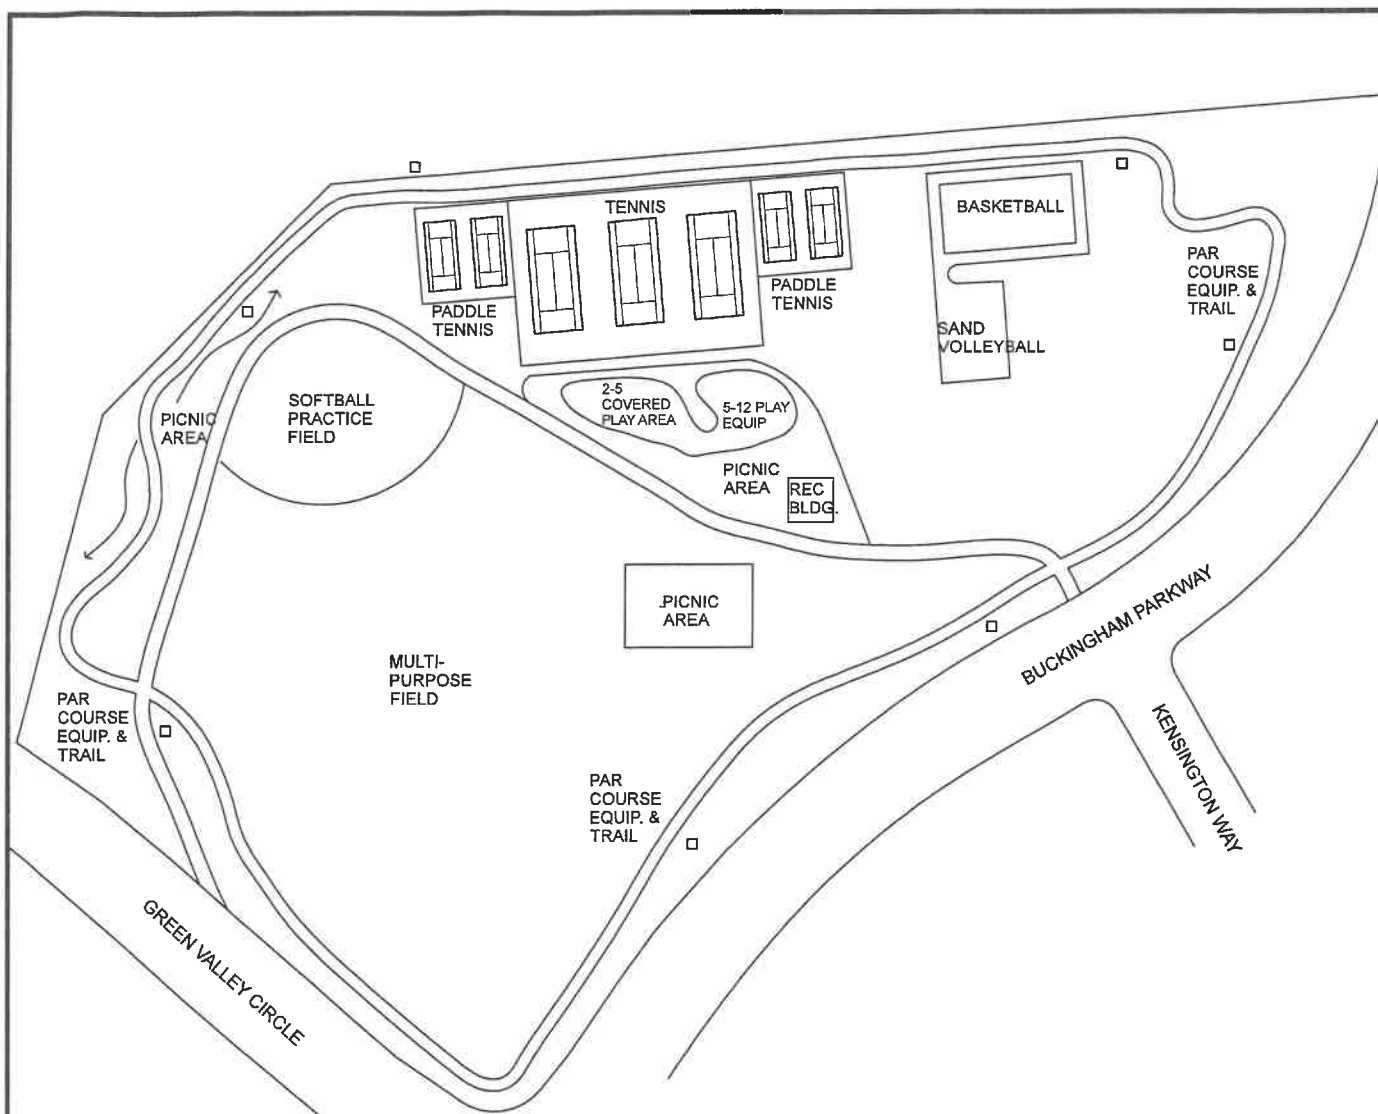 TENNIS
BASKETBALL
PAR
COURSE
EQUIP. &
TRAIL
PADDLE
TENNIS
PADDLE
TENNIS
SAND
VOLLEYBALL
2-5
COVERED
PLAY AREA
5-12 PLAY
EQUIP
SOFTBALL
PRACTICE
FIELD
PICNIC
AREA
PICNIC
AREA
REC
BLDG.
PICNIC
AREA
MULTI-
PURPOSE
FIELD
PAR
COURSE
EQUIP. &
TRAIL
PAR
COURSE
EQUIP. &
TRAIL
BUCKINGHAM PARKWAY
KENSINGTON WAY
GREEN VALLEY CIRCLE